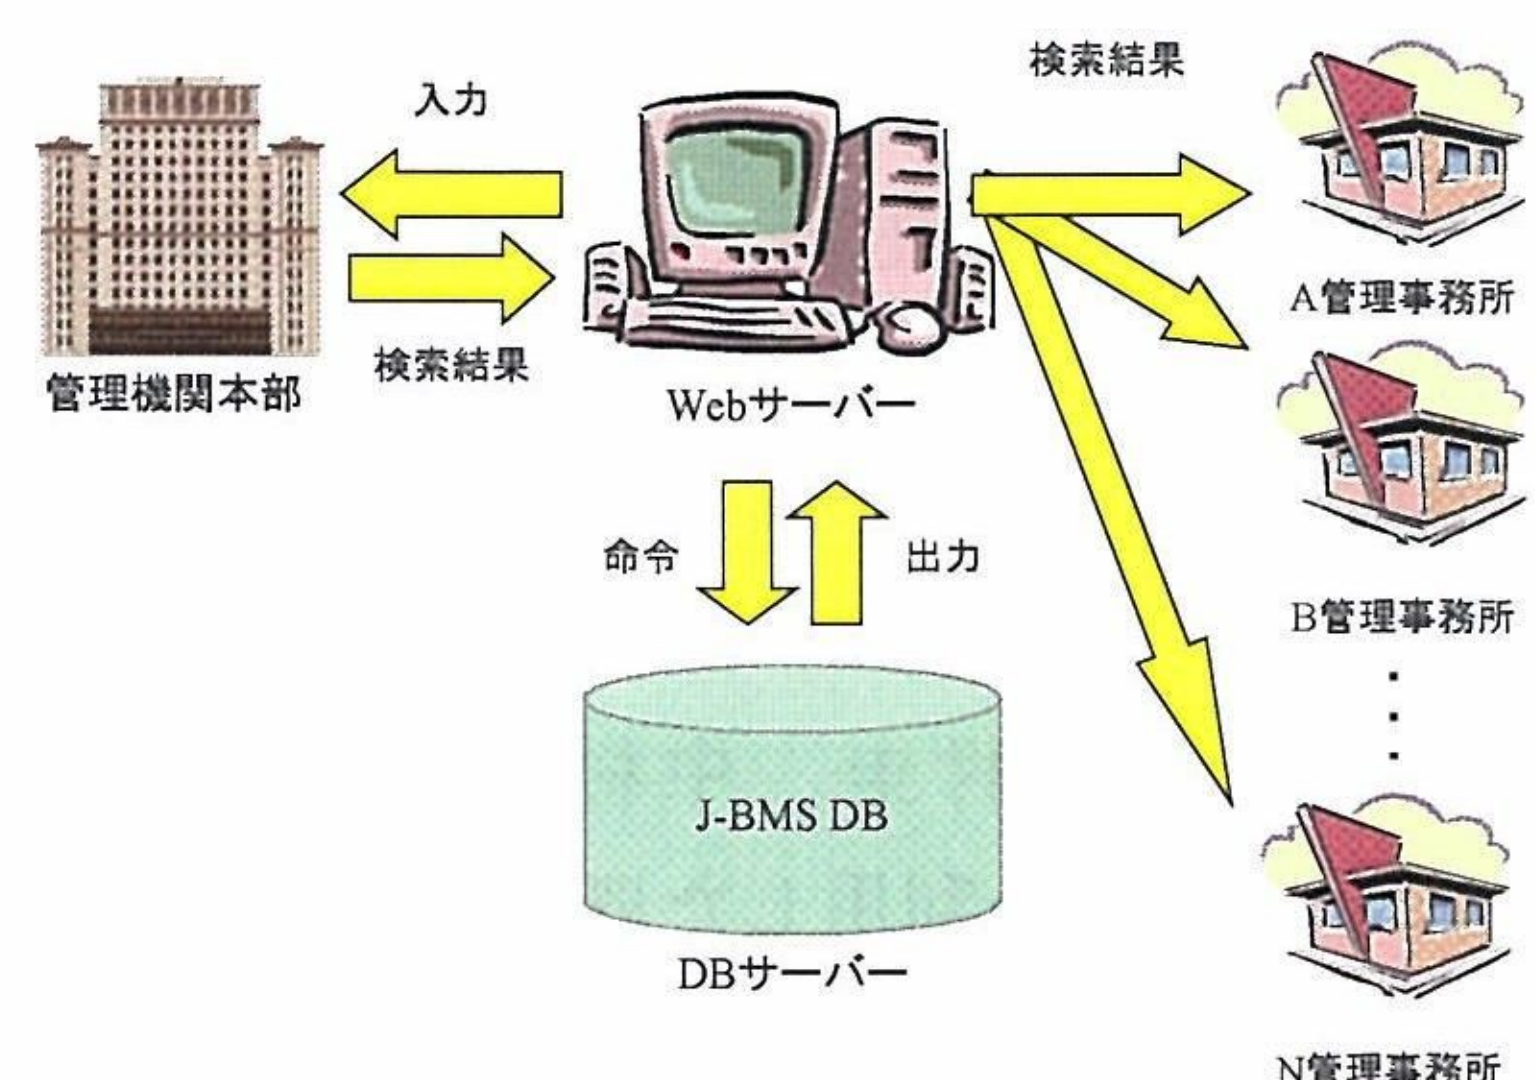 検索結果
入力
A管理事務所
検索結果
管理機関本部
Webサーバー
命令
出力
B管理事務所
・
・
・
J-BMS DB
DBサーバー
N管理事務所